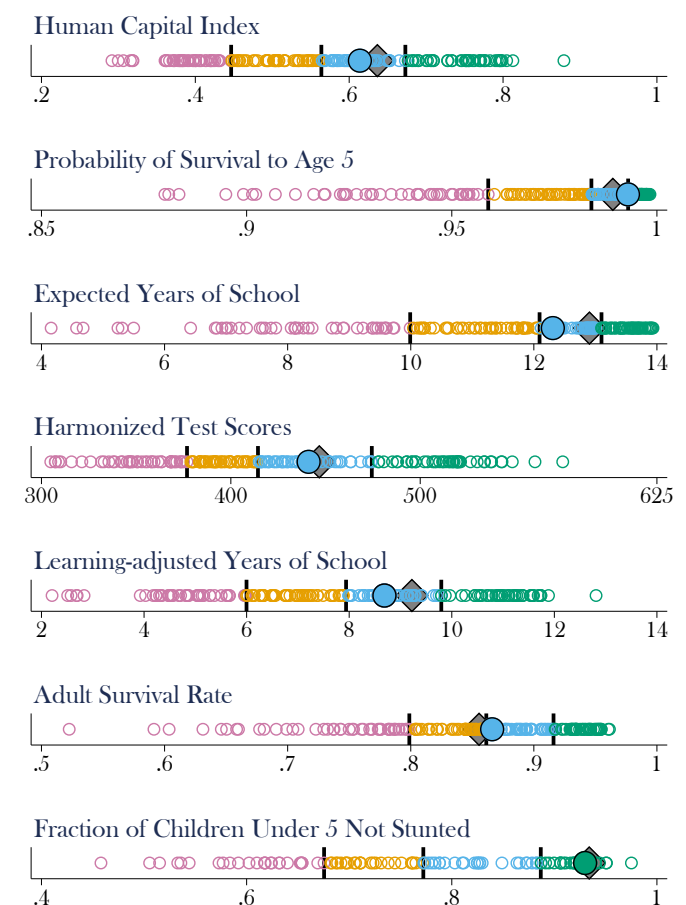 Human Capital Index
.2 .4 .6 .8 1
Probability of Survival to Age 5
.85 .9 .95 1
Expected Years of School
4 6 8 10 12 14
Harmonized Test Scores
300 400 500 625
Learning-adjusted Years of School
2 4 6 8 10 12 14
Adult Survival Rate
.5 .6 .7 .8 .9 1
Fraction of Children Under 5 Not Stunted
.4 .6 .8 1